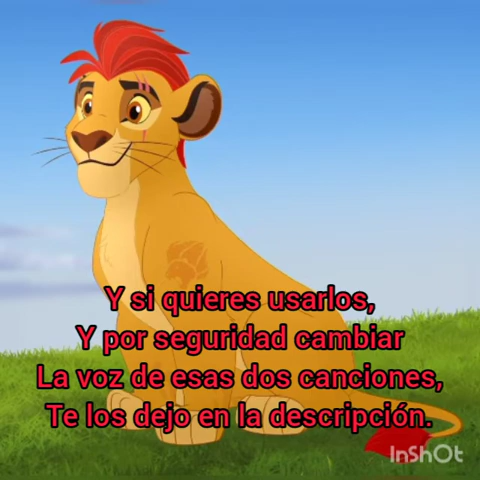 Y si quieres usarlos,
Y por seguridad cambiar
La voz de esas dos canciones,
Te los dejo en la descripción.
InShOt